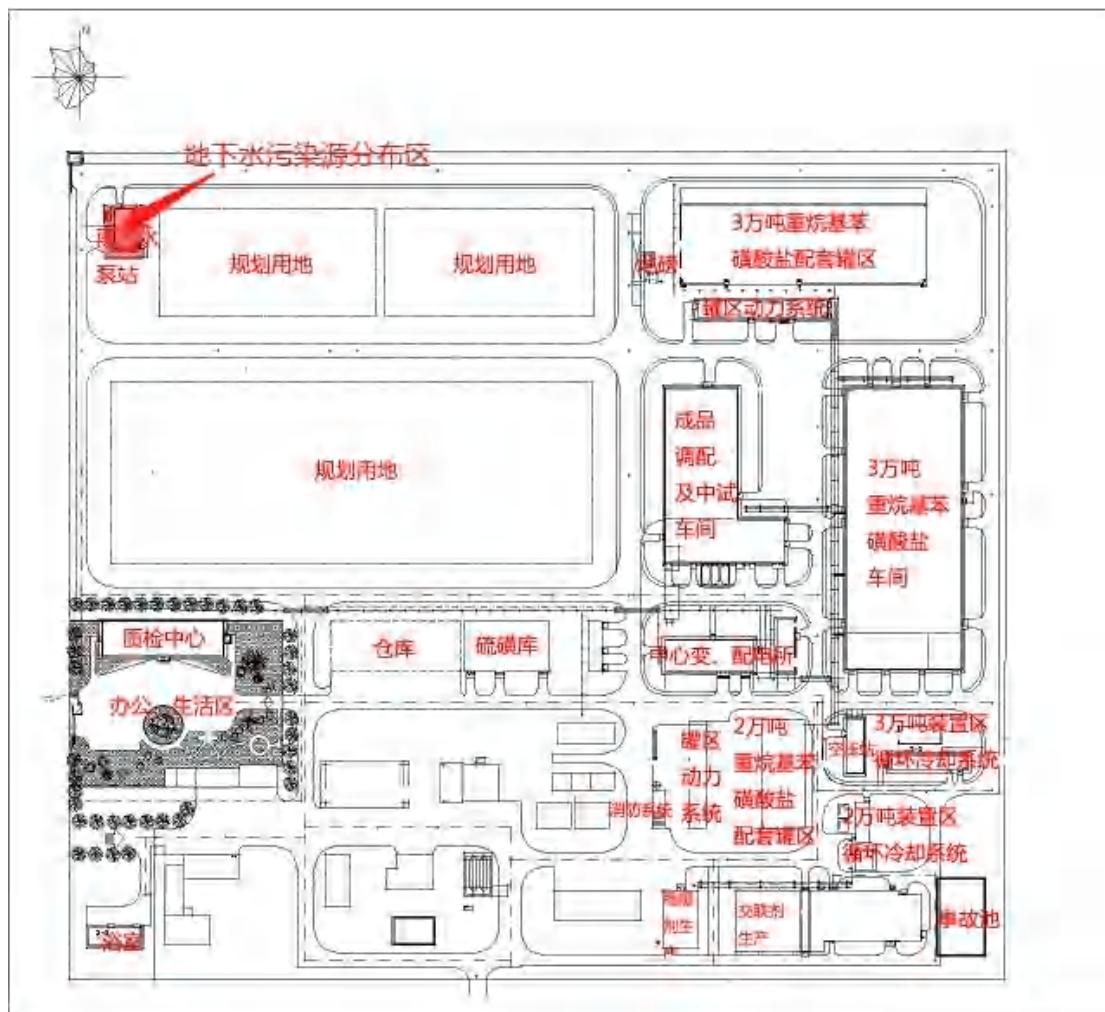 N
地下水污染源分布区
泵站
规划用地
规划用地
3万吨重烷基苯
磺酸盐配套罐区
罐区动力系统
规划用地
成品
调配
及中试
车间
3万吨
重烷基苯
磺酸盐
车间
质检中心
仓库
硫磺库
中心变、配电所
办公、生活区
罐区
动力
系统
2万吨
重烷基苯
磺酸盐
配套罐区
消防系统
空压站
3万吨装置区
循环冷却系统
2万吨装置区
循环冷却系统
交联剂
生产
事故池
浴室